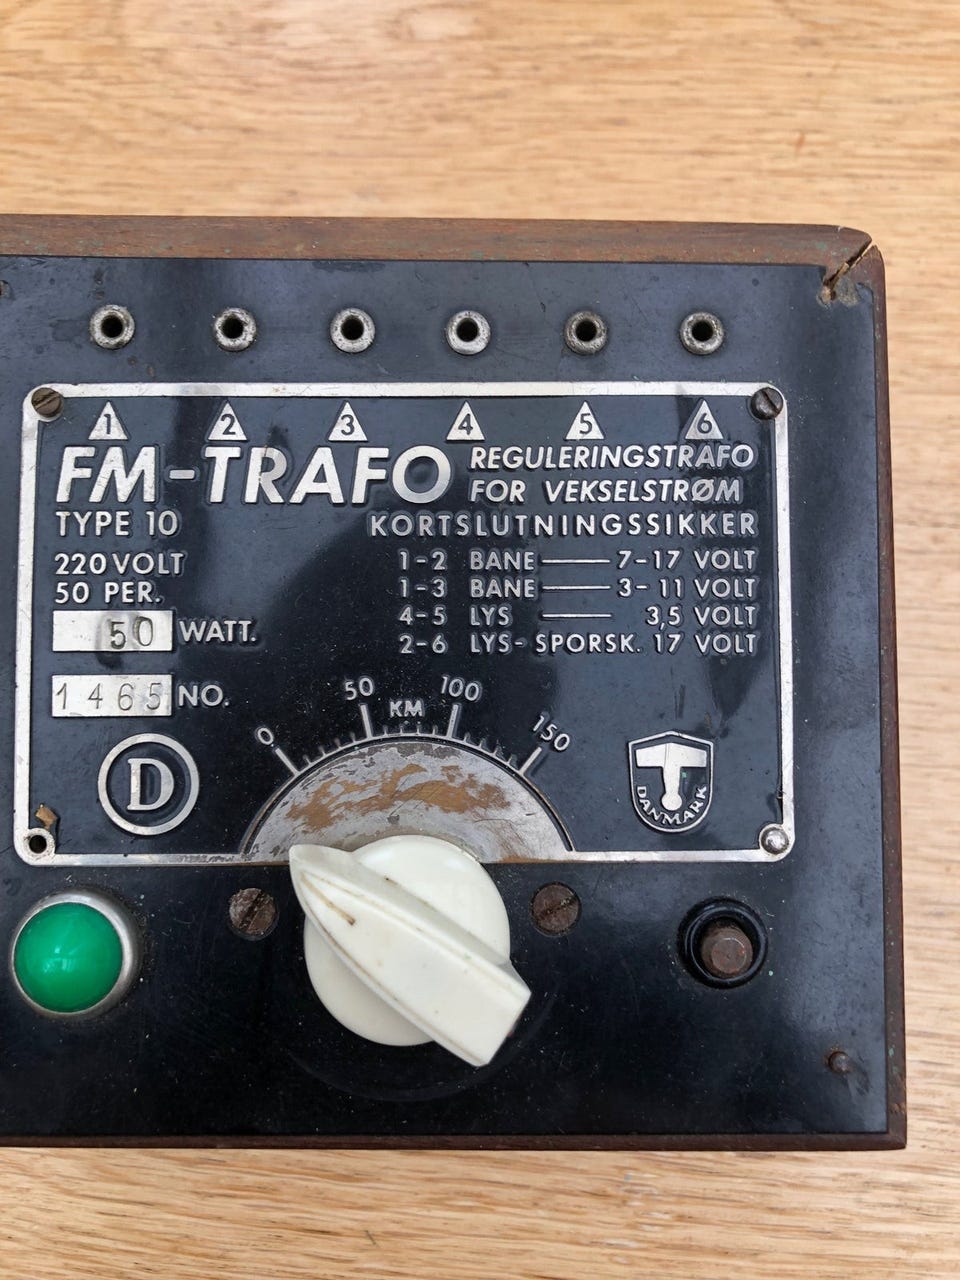 1 2 3 4 5 6
FM-TRAFO
REGULERINGSTRAFO
FOR VEKSELSTRØM
TYPE 10
KORTSLUTNINGSSIKKER
220 VOLT
50 PER.
50 WATT.
1465 NO.
1-2 BANE 7-17 VOLT
1-3 BANE 3-11 VOLT
4-5 LYS 3,5 VOLT
2-6 LYS- SPORSK. 17 VOLT
0 50 100 150
KM
D
T
DANMARK